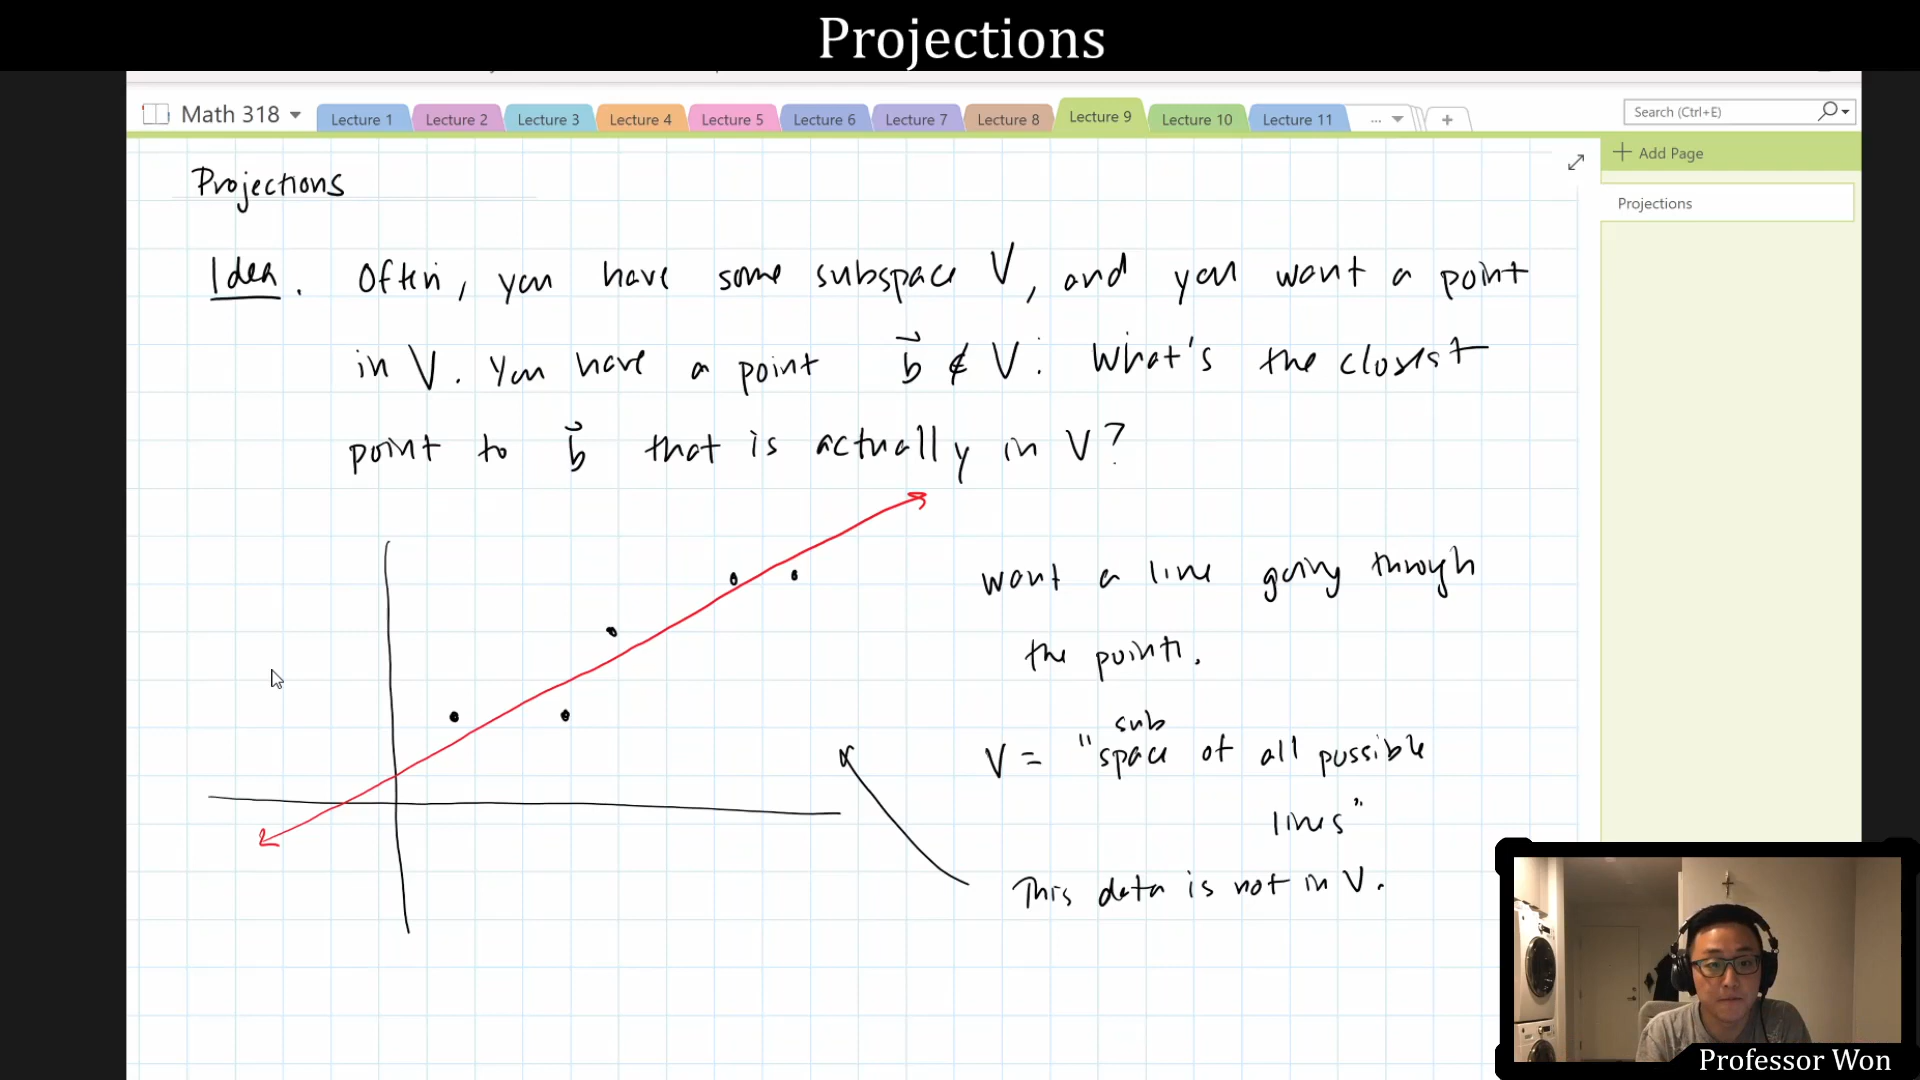 Projections
Math 318
Lecture 1
Lecture 2
Lecture 3
Lecture 4
Lecture 5
Lecture 6
Lecture 7
Lecture 8
Lecture 9
Lecture 10
Lecture 11
...
+
Search (Ctrl+E)
+ Add Page
Projections
Projections
Idea. Often, you have some subspace V, and you want a point
in V. You have a point b⃗ ∉ V. What's the closest
point to b⃗ that is actually in V?
want a line going through
the points.
sub
V = "space of all possible
lines"
This data is not in V.
Professor Won